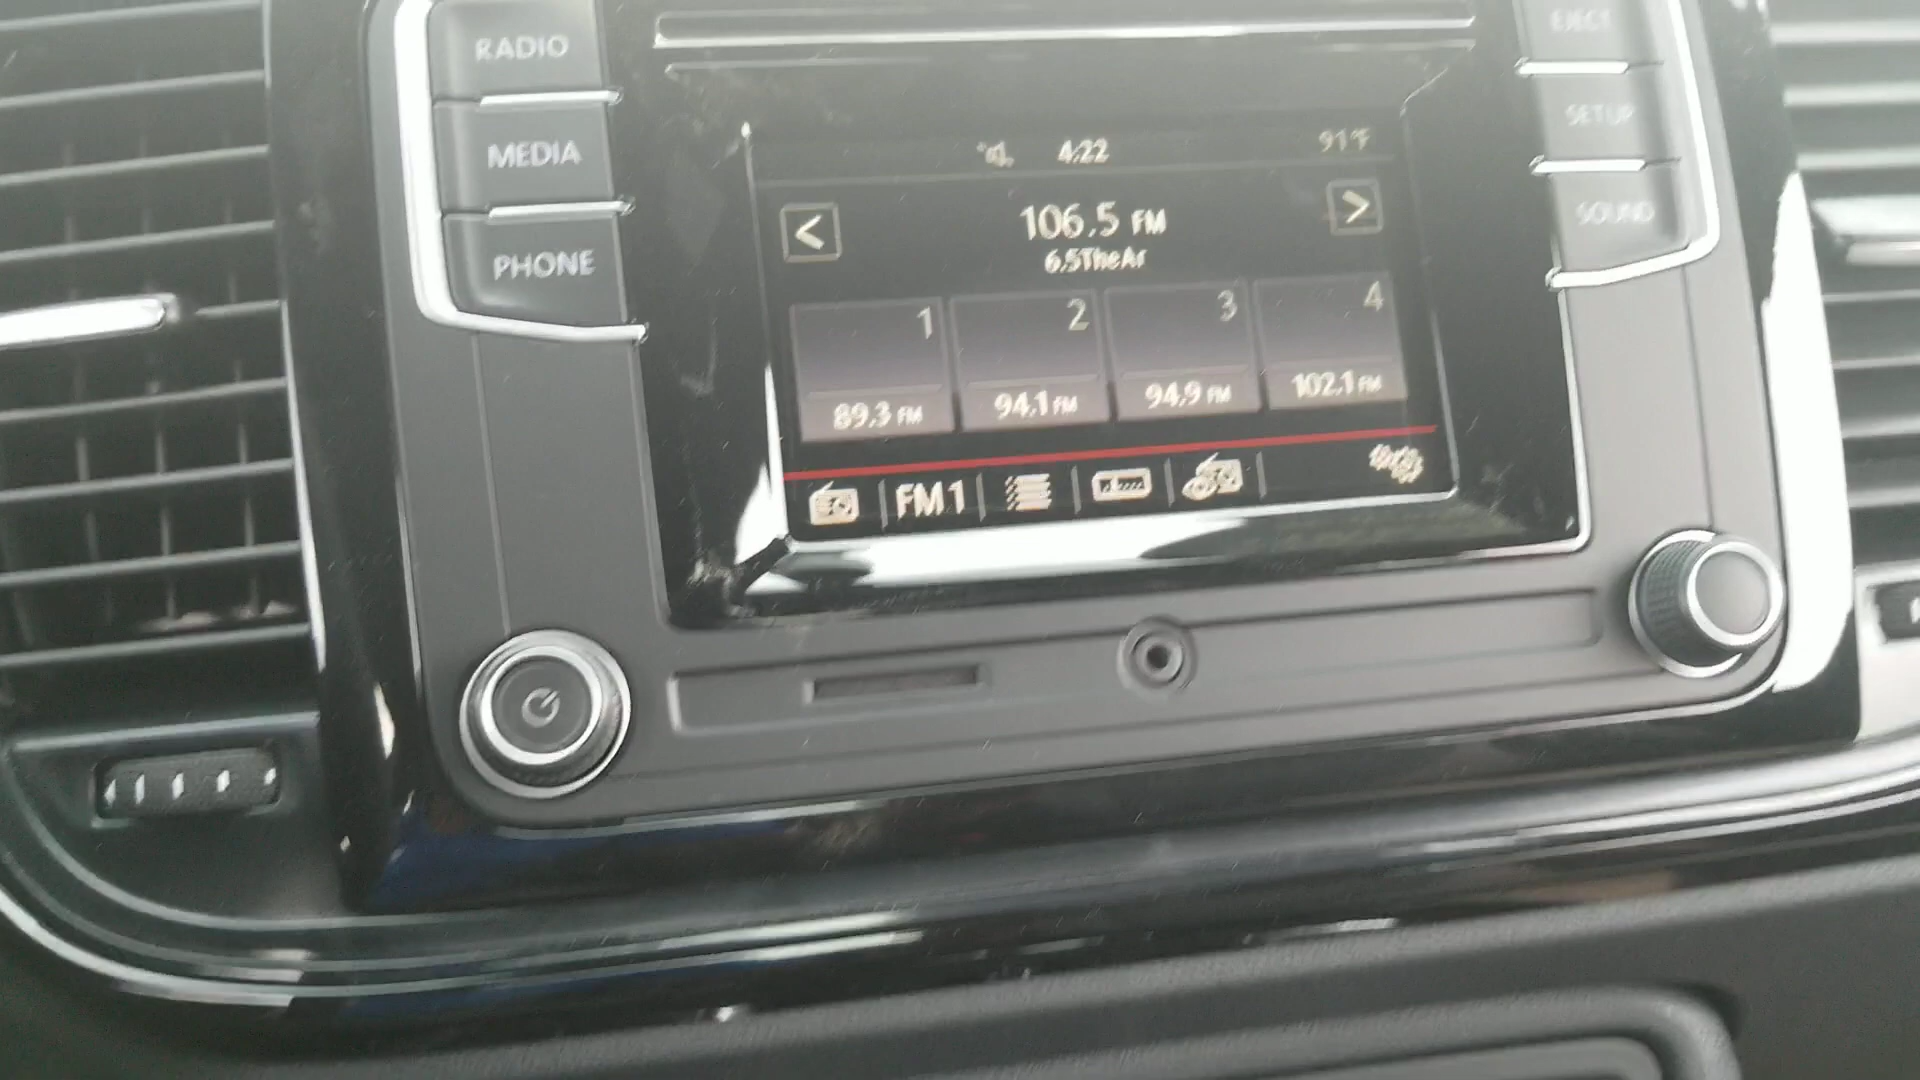 RADIO
MEDIA
PHONE
EJECT
SETUP
SOUND
4:22
91°F
<
106.5 FM
>
6.5TheAr
1
2
3
4
89.3 FM
94.1 FM
94.9 FM
102.1 FM
FM1